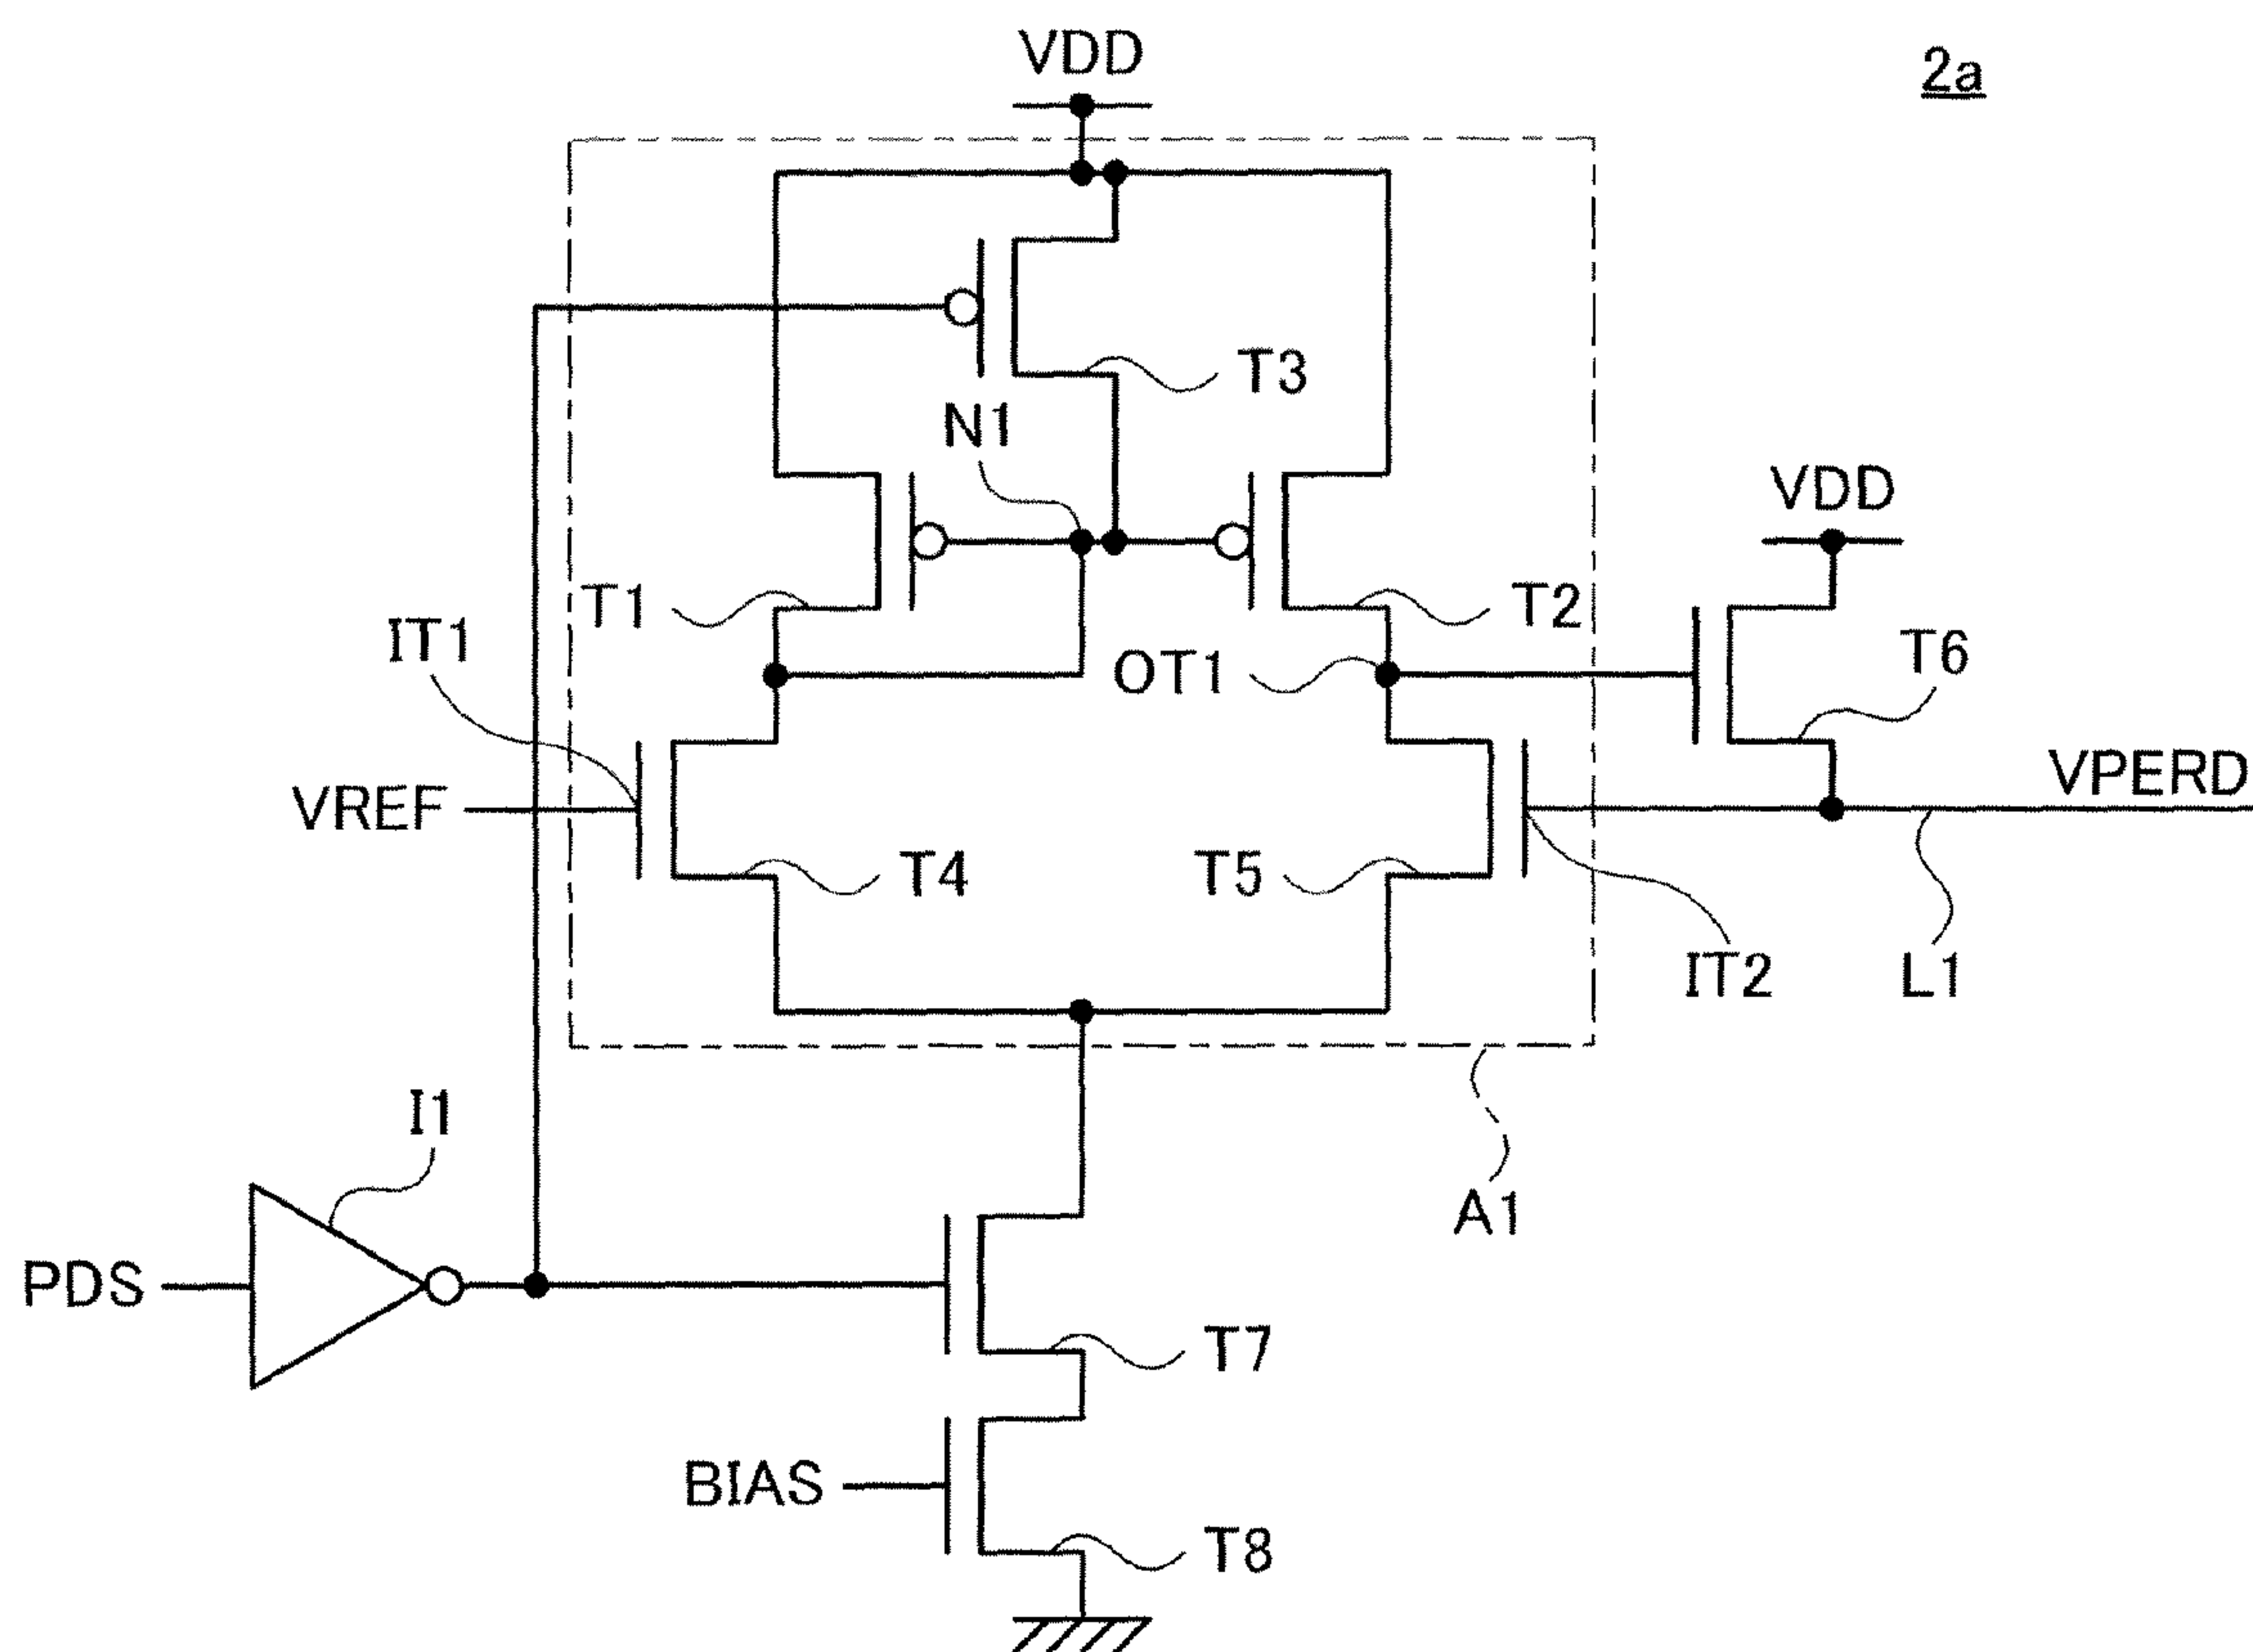 VDD
2a
T3
N1
VDD
T1
T2
IT1
OT1
T6
VREF
VPERD
T4
T5
IT2
L1
I1
A1
PDS
T7
BIAS
T8